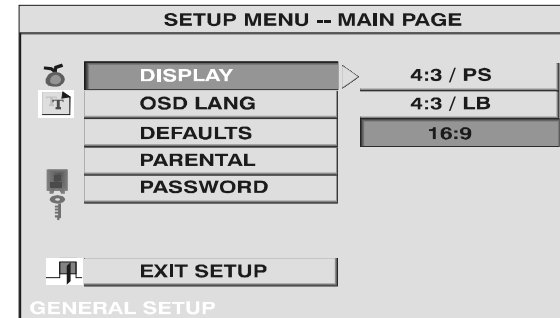 SETUP MENU -- MAIN PAGE
DISPLAY
4:3 / PS
OSD LANG
4:3 / LB
DEFAULTS
16:9
PARENTAL
PASSWORD
EXIT SETUP
GENERAL SETUP